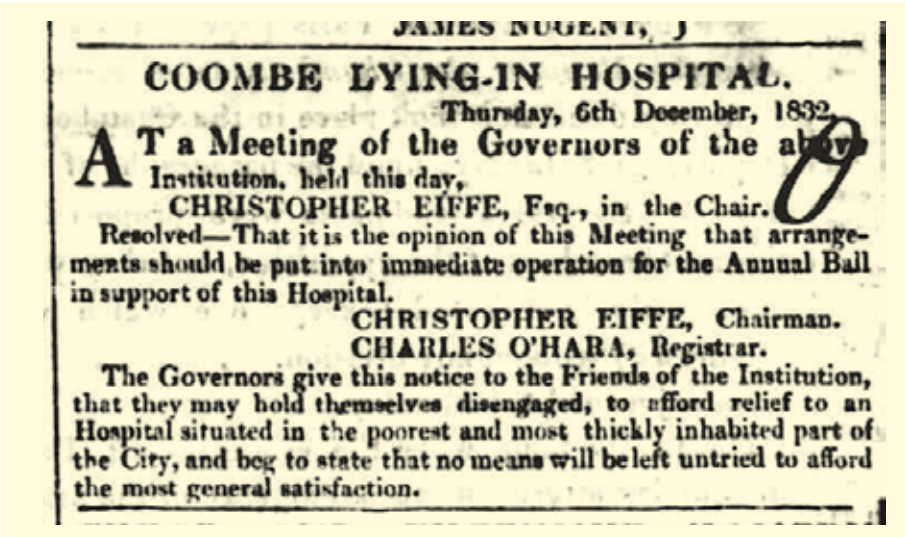 JAMES NUGENT, J
COOMBE LYING-IN HOSPITAL.
Thursday, 6th December, 1832,
AT a Meeting of the Governors of the above
Institution, held this day,
CHRISTOPHER EIFFE, Esq., in the Chair.
Resolved—That it is the opinion of this Meeting that arrange-
ments should be put into immediate operation for the Annual Ball
in support of this Hospital.
CHRISTOPHER EIFFE, Chairman.
CHARLES O'HARA, Registrar.
The Governors give this notice to the Friends of the Institution,
that they may hold themselves disengaged, to afford relief to an
Hospital situated in the poorest and most thickly inhabited part of
the City, and beg to state that no means will be left untried to afford
the most general satisfaction.